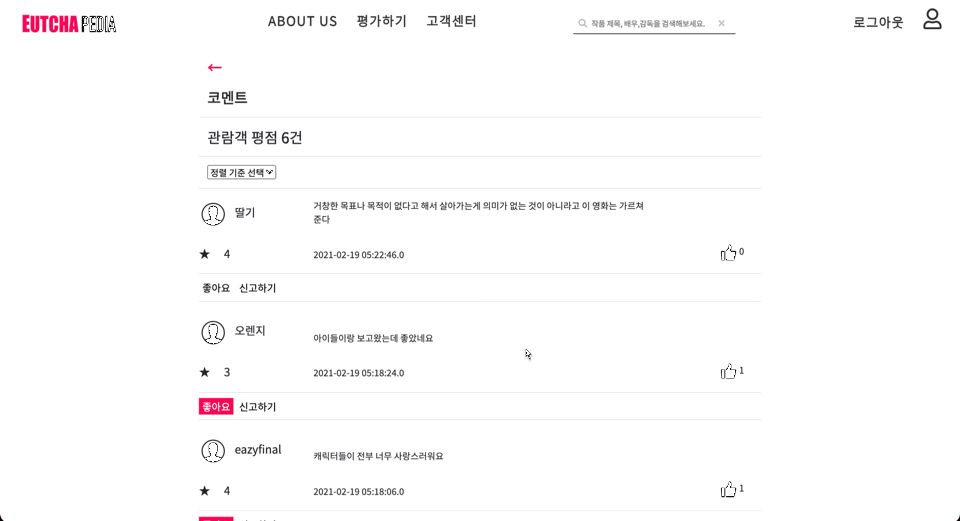 EUTCHA PEDIA
ABOUT US 평가하기 고객센터
작품 제목, 배우,감독을 검색해보세요. ×
로그아웃
←
코멘트
관람객 평점 6건
정렬 기준 선택
딸기
거창한 목표나 목적이 없다고 해서 살아가는게 의미가 없는 것이 아니라고 이 영화는 가르쳐
준다
★ 4 2021-02-19 05:22:46.0 0
좋아요 신고하기
오렌지
아이들이랑 보고왔는데 좋았네요
★ 3 2021-02-19 05:18:24.0 1
좋아요 신고하기
eazyfinal
캐릭터들이 전부 너무 사랑스러워요
★ 4 2021-02-19 05:18:06.0 1